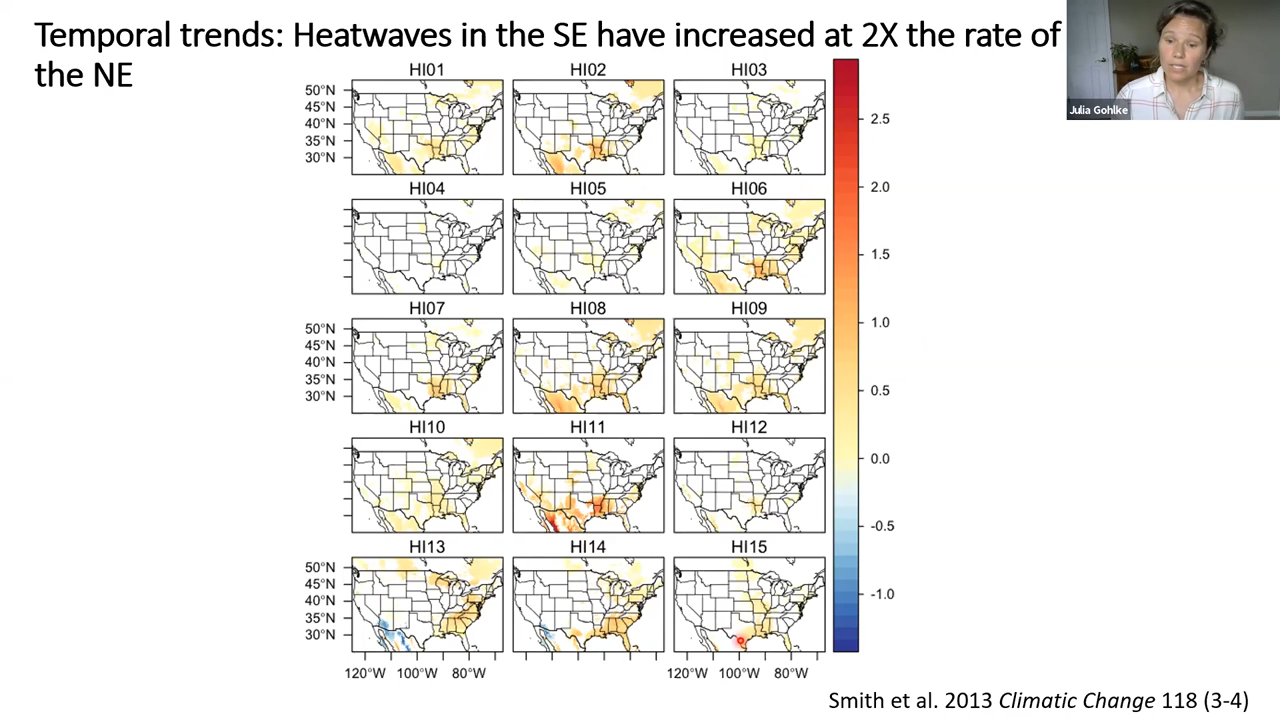 Temporal trends: Heatwaves in the SE have increased at 2X the rate of
the NE
Julia Gohlke
HI01 HI02 HI03
50°N
45°N
40°N
35°N
30°N
HI04 HI05 HI06
HI07 HI08 HI09
50°N
45°N
40°N
35°N
30°N
HI10 HI11 HI12
HI13 HI14 HI15
50°N
45°N
40°N
35°N
30°N
120°W 100°W 80°W 120°W 100°W 80°W
2.5
2.0
1.5
1.0
0.5
0.0
-0.5
-1.0
Smith et al. 2013 Climatic Change 118 (3-4)